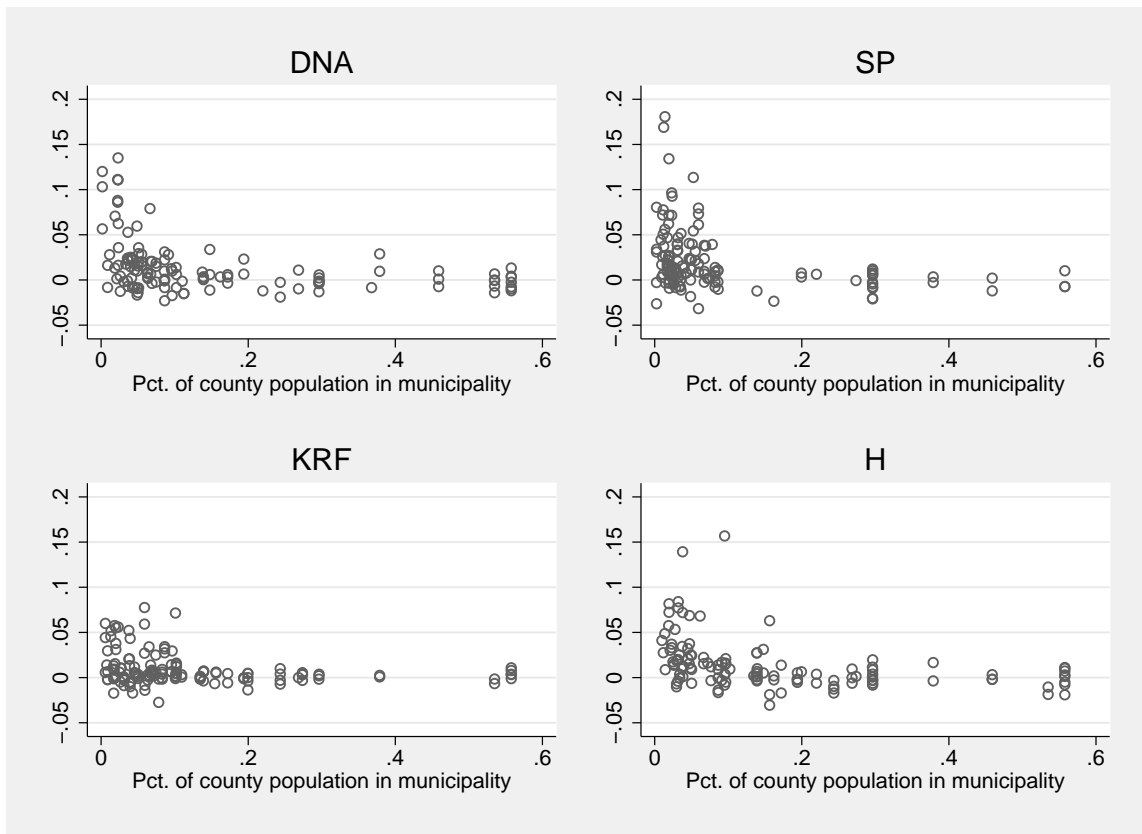 DNA
.2
.15
.1
.05
0
−.05
0 .2 .4 .6
Pct. of county population in municipality
SP
.2
.15
.1
.05
0
−.05
0 .2 .4 .6
Pct. of county population in municipality
KRF
.2
.15
.1
.05
0
−.05
0 .2 .4 .6
Pct. of county population in municipality
H
.2
.15
.1
.05
0
−.05
0 .2 .4 .6
Pct. of county population in municipality